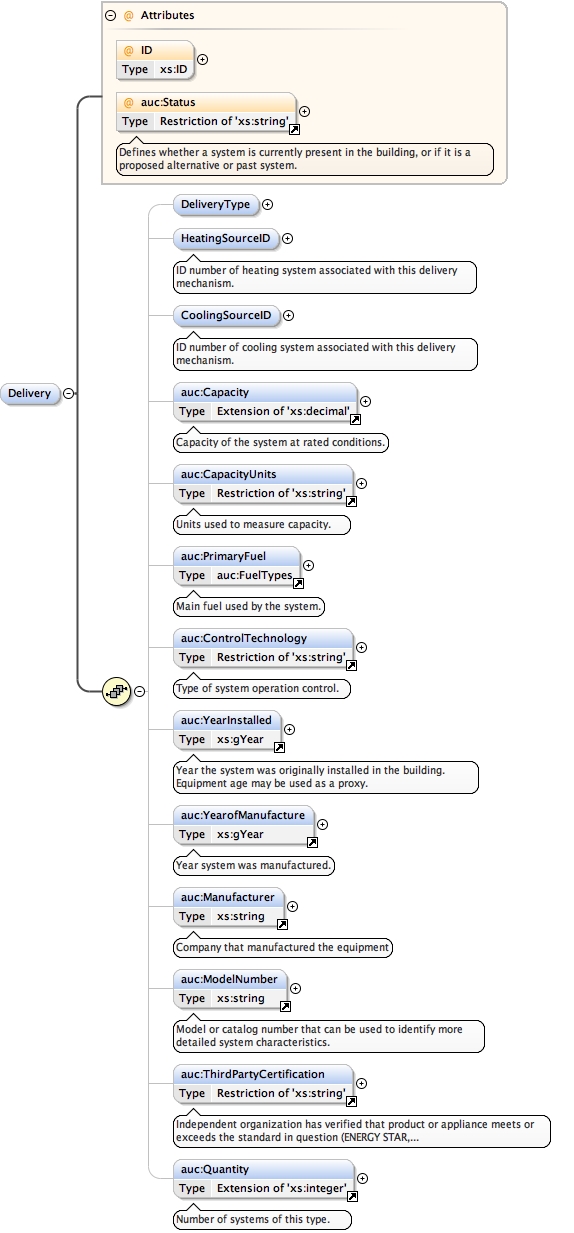 @ Attributes
@ ID
Type xs:ID
@ auc:Status
Type Restriction of 'xs:string'
Defines whether a system is currently present in the building, or if it is a
proposed alternative or past system.
DeliveryType
HeatingSourceID
ID number of heating system associated with this delivery
mechanism.
CoolingSourceID
ID number of cooling system associated with this delivery
mechanism.
Delivery
auc:Capacity
Type Extension of 'xs:decimal'
Capacity of the system at rated conditions.
auc:CapacityUnits
Type Restriction of 'xs:string'
Units used to measure capacity.
auc:PrimaryFuel
Type auc:FuelTypes
Main fuel used by the system.
auc:ControlTechnology
Type Restriction of 'xs:string'
Type of system operation control.
auc:YearInstalled
Type xs:gYear
Year the system was originally installed in the building.
Equipment age may be used as a proxy.
auc:YearofManufacture
Type xs:gYear
Year system was manufactured.
auc:Manufacturer
Type xs:string
Company that manufactured the equipment
auc:ModelNumber
Type xs:string
Model or catalog number that can be used to identify more
detailed system characteristics.
auc:ThirdPartyCertification
Type Restriction of 'xs:string'
Independent organization has verified that product or appliance meets or
exceeds the standard in question (ENERGY STAR,...
auc:Quantity
Type Extension of 'xs:integer'
Number of systems of this type.